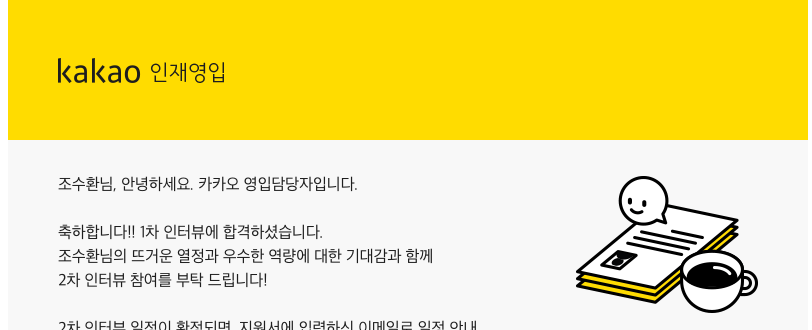 kakao 인재영입
조수환님, 안녕하세요. 카카오 영입담당자입니다.
축하합니다!! 1차 인터뷰에 합격하셨습니다.
조수환님의 뜨거운 열정과 우수한 역량에 대한 기대감과 함께
2차 인터뷰 참여를 부탁 드립니다!
2차 인터뷰 일정이 확정되면, 지원서에 입력하신 이메일로 일정 안내